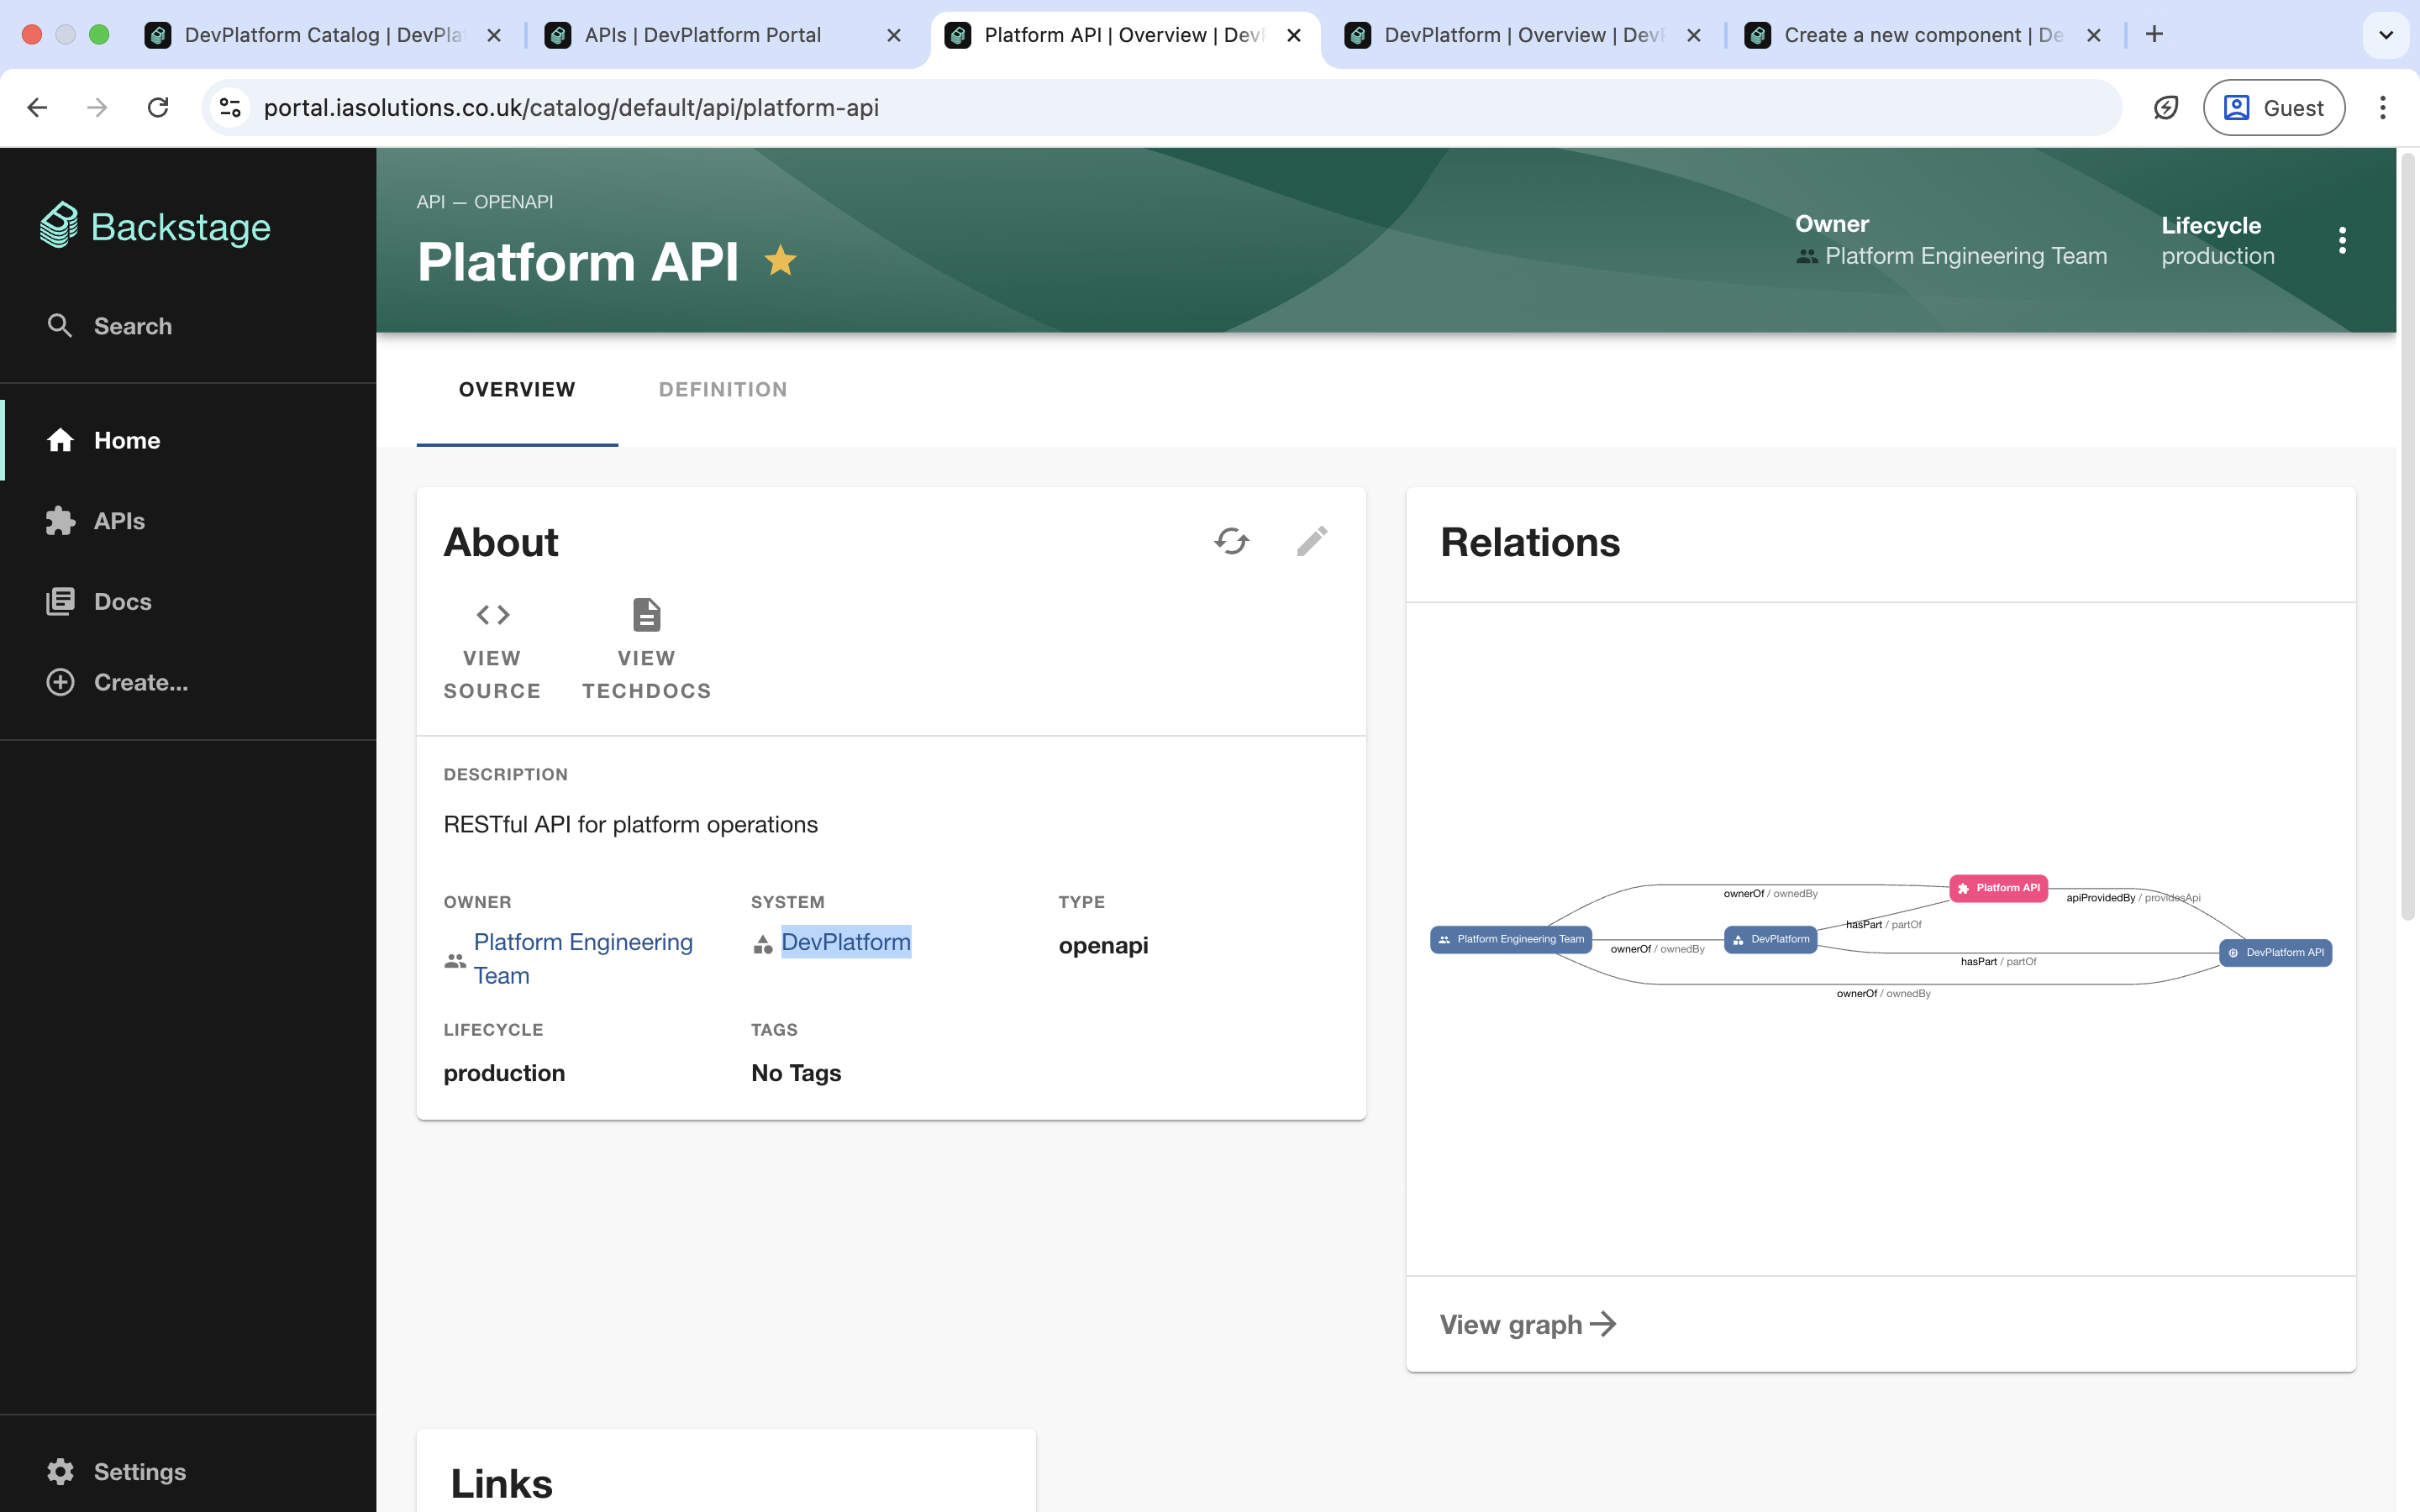 DevPlatform Catalog | DevPla
APIs | DevPlatform Portal
Platform API | Overview | Dev
DevPlatform | Overview | Dev
Create a new component | De
portal.iasolutions.co.uk/catalog/default/api/platform-api
Guest
Backstage
Search
Home
APIs
Docs
Create...
Settings
API — OPENAPI
Platform API
Owner
Platform Engineering Team
Lifecycle
production
OVERVIEW
DEFINITION
About
VIEW
SOURCE
VIEW
TECHDOCS
DESCRIPTION
RESTful API for platform operations
OWNER
Platform Engineering
Team
SYSTEM
DevPlatform
TYPE
openapi
LIFECYCLE
production
TAGS
No Tags
Relations
ownerOf / ownedBy
Platform API
apiProvidedBy / providesApi
hasPart / partOf
Platform Engineering Team
ownerOf / ownedBy
DevPlatform
DevPlatform API
hasPart / partOf
ownerOf / ownedBy
View graph
Links